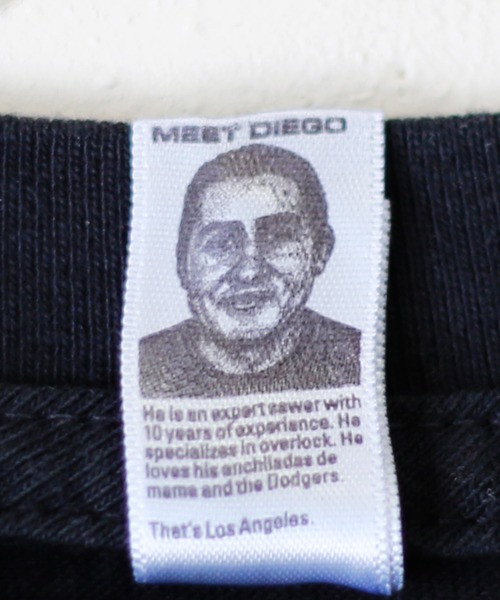 MEET DIEGO
He is an expert sewer with
10 years of experience. He
specializes in overlock. He
loves his enchiladas de
mama and the Dodgers.
That's Los Angeles.